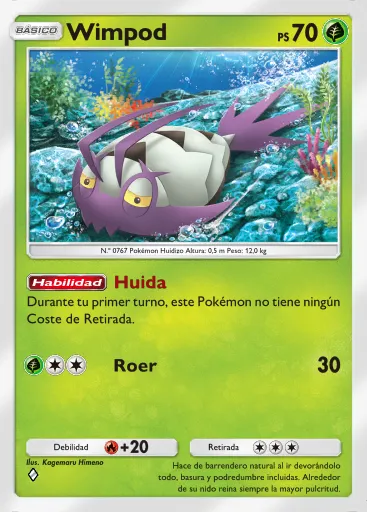 BÁSICO Wimpod PS 70
N.º 0767 Pokémon Huidizo Altura: 0,5 m Peso: 12,0 kg
Habilidad Huida
Durante tu primer turno, este Pokémon no tiene ningún
Coste de Retirada.
Roer 30
Debilidad +20 Retirada
Ilus. Kagemaru Himeno
Hace de barrendero natural al ir devorándolo
todo, basura y podredumbre incluidas. Alrededor
de su nido reina siempre la mayor pulcritud.